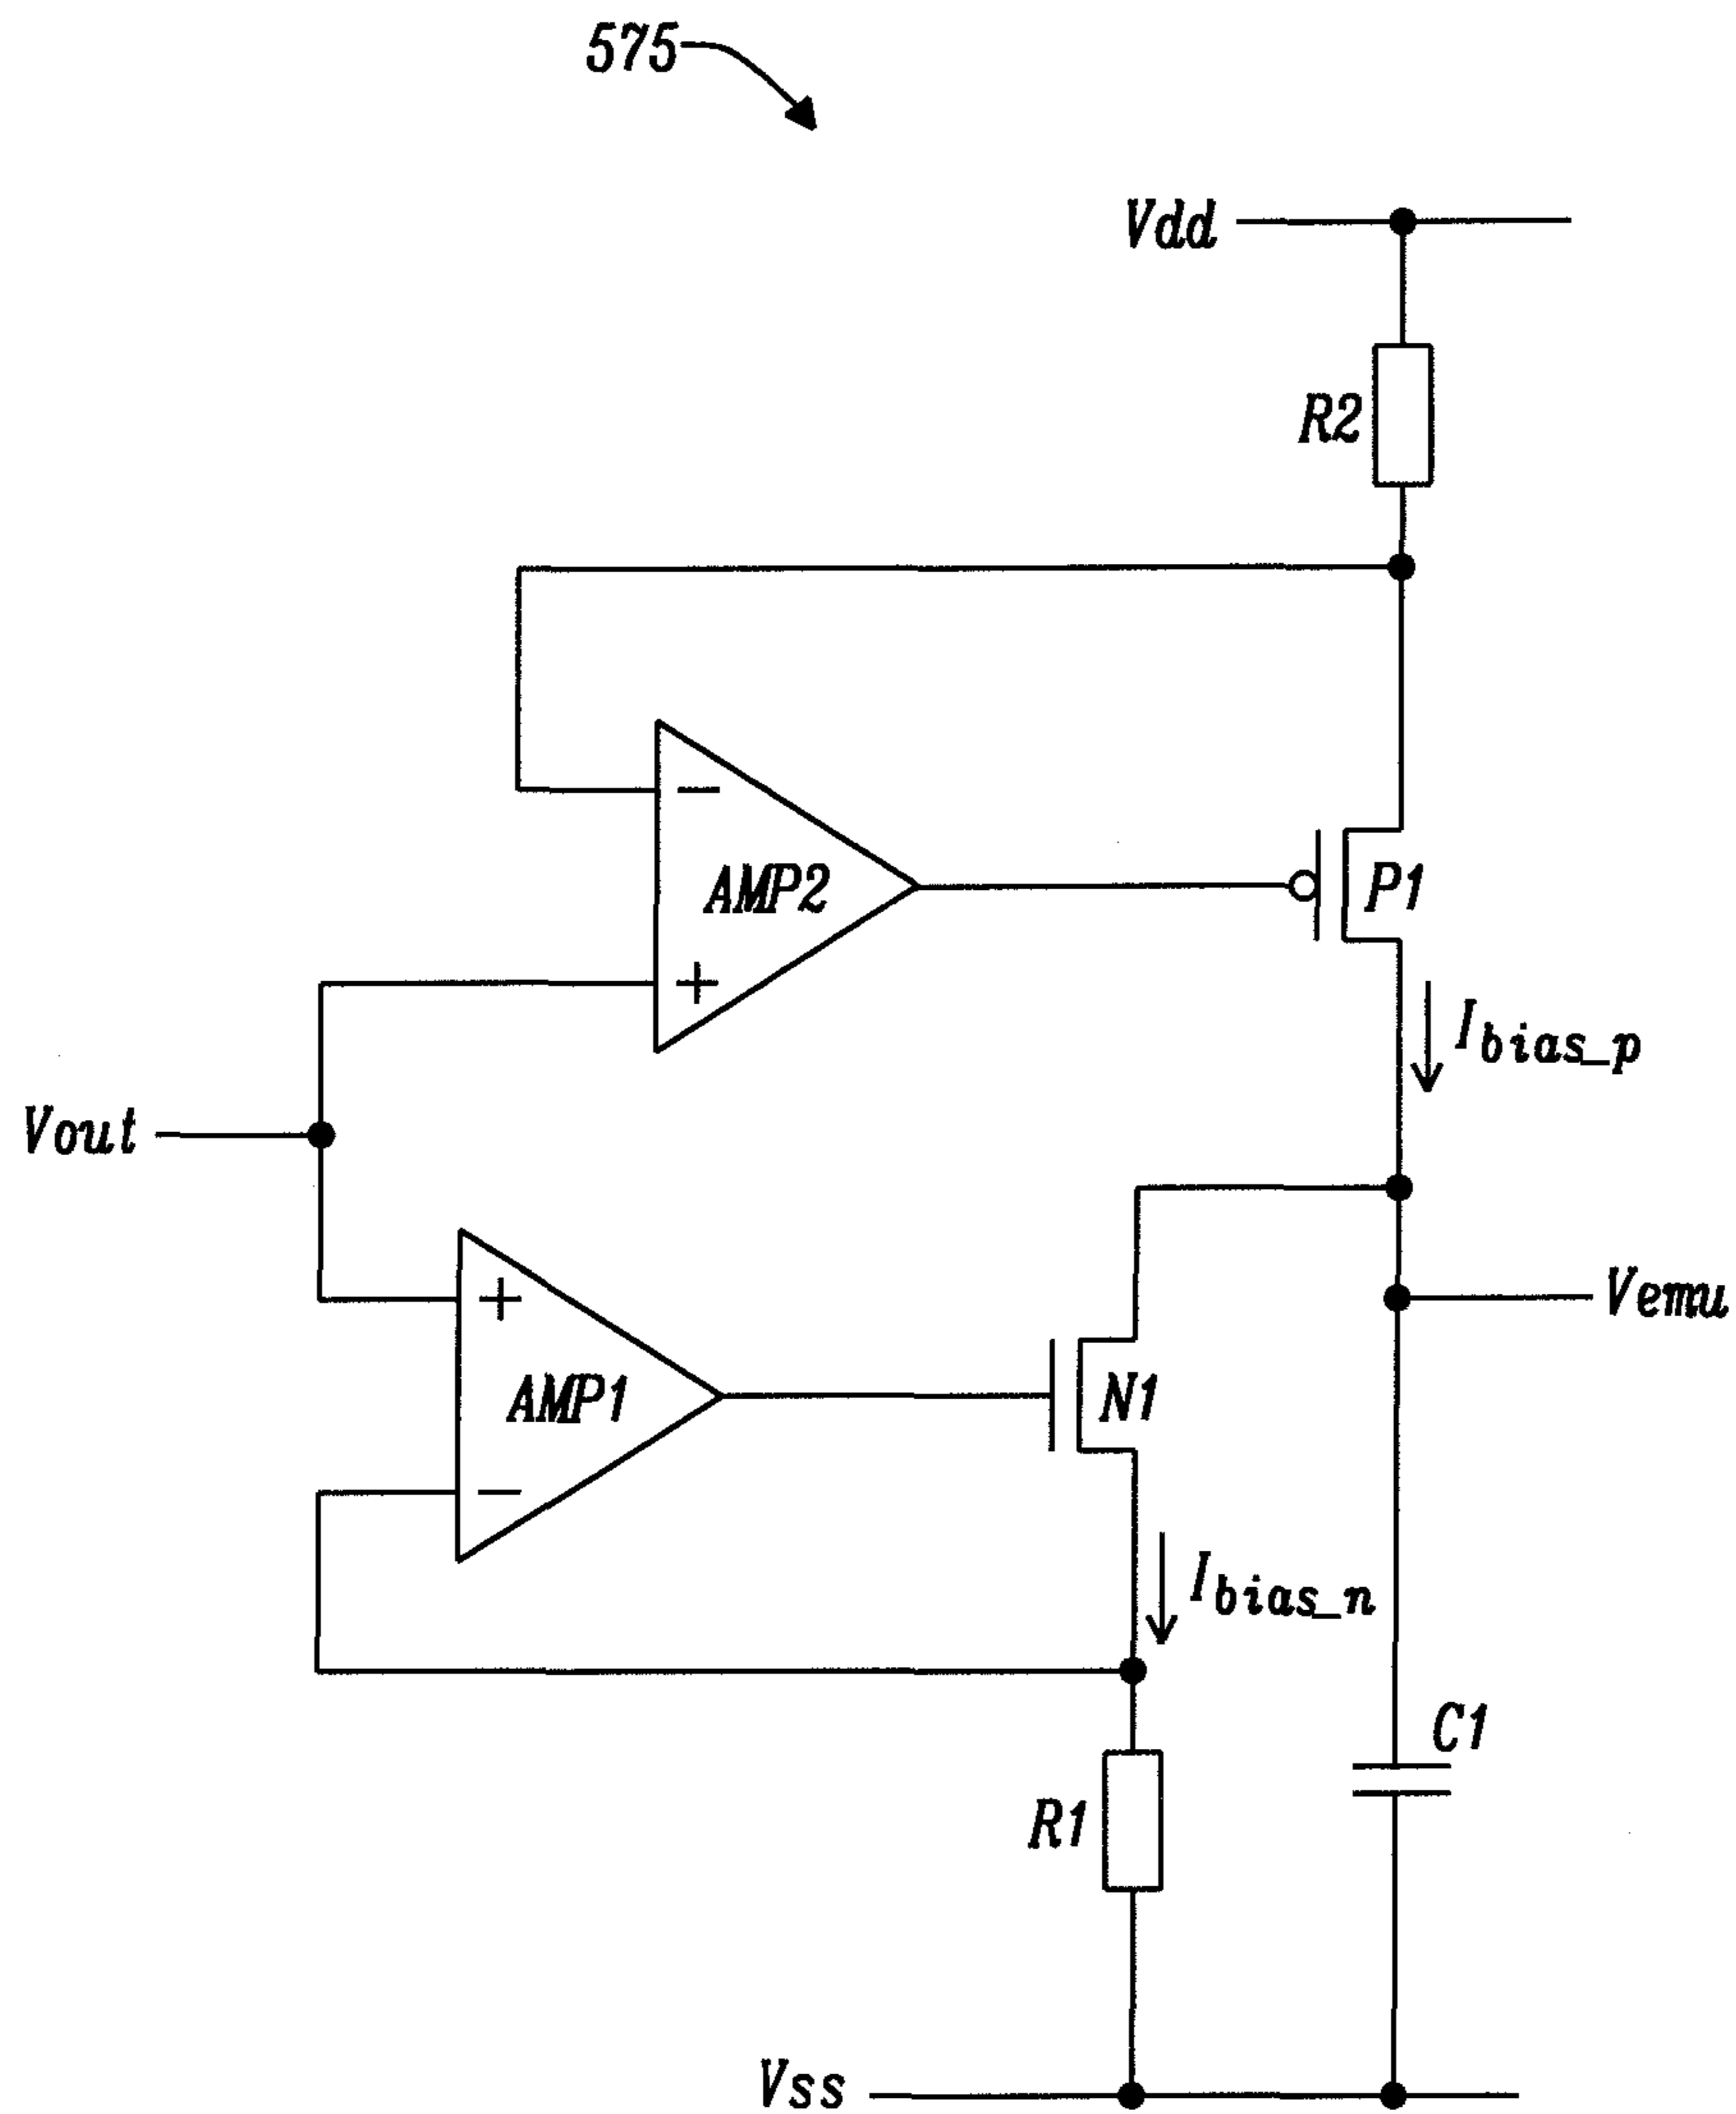 575
Vdd
R2
-
AMP2
P1
+
Ibias_p
Vout
Vemu
+
AMP1
N1
-
Ibias_n
C1
R1
Vss